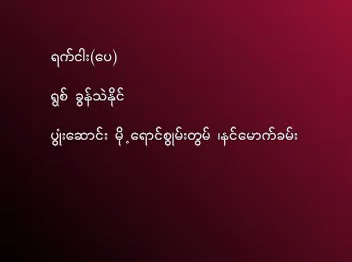 ရက်ငါး(ပေ)
ရွှစ် ခွန်သဲနိုင်
ပွျံးဆောင်း မို့ရောင်စျွမ်းတွမ် ၊နင်မောက်ခမ်း